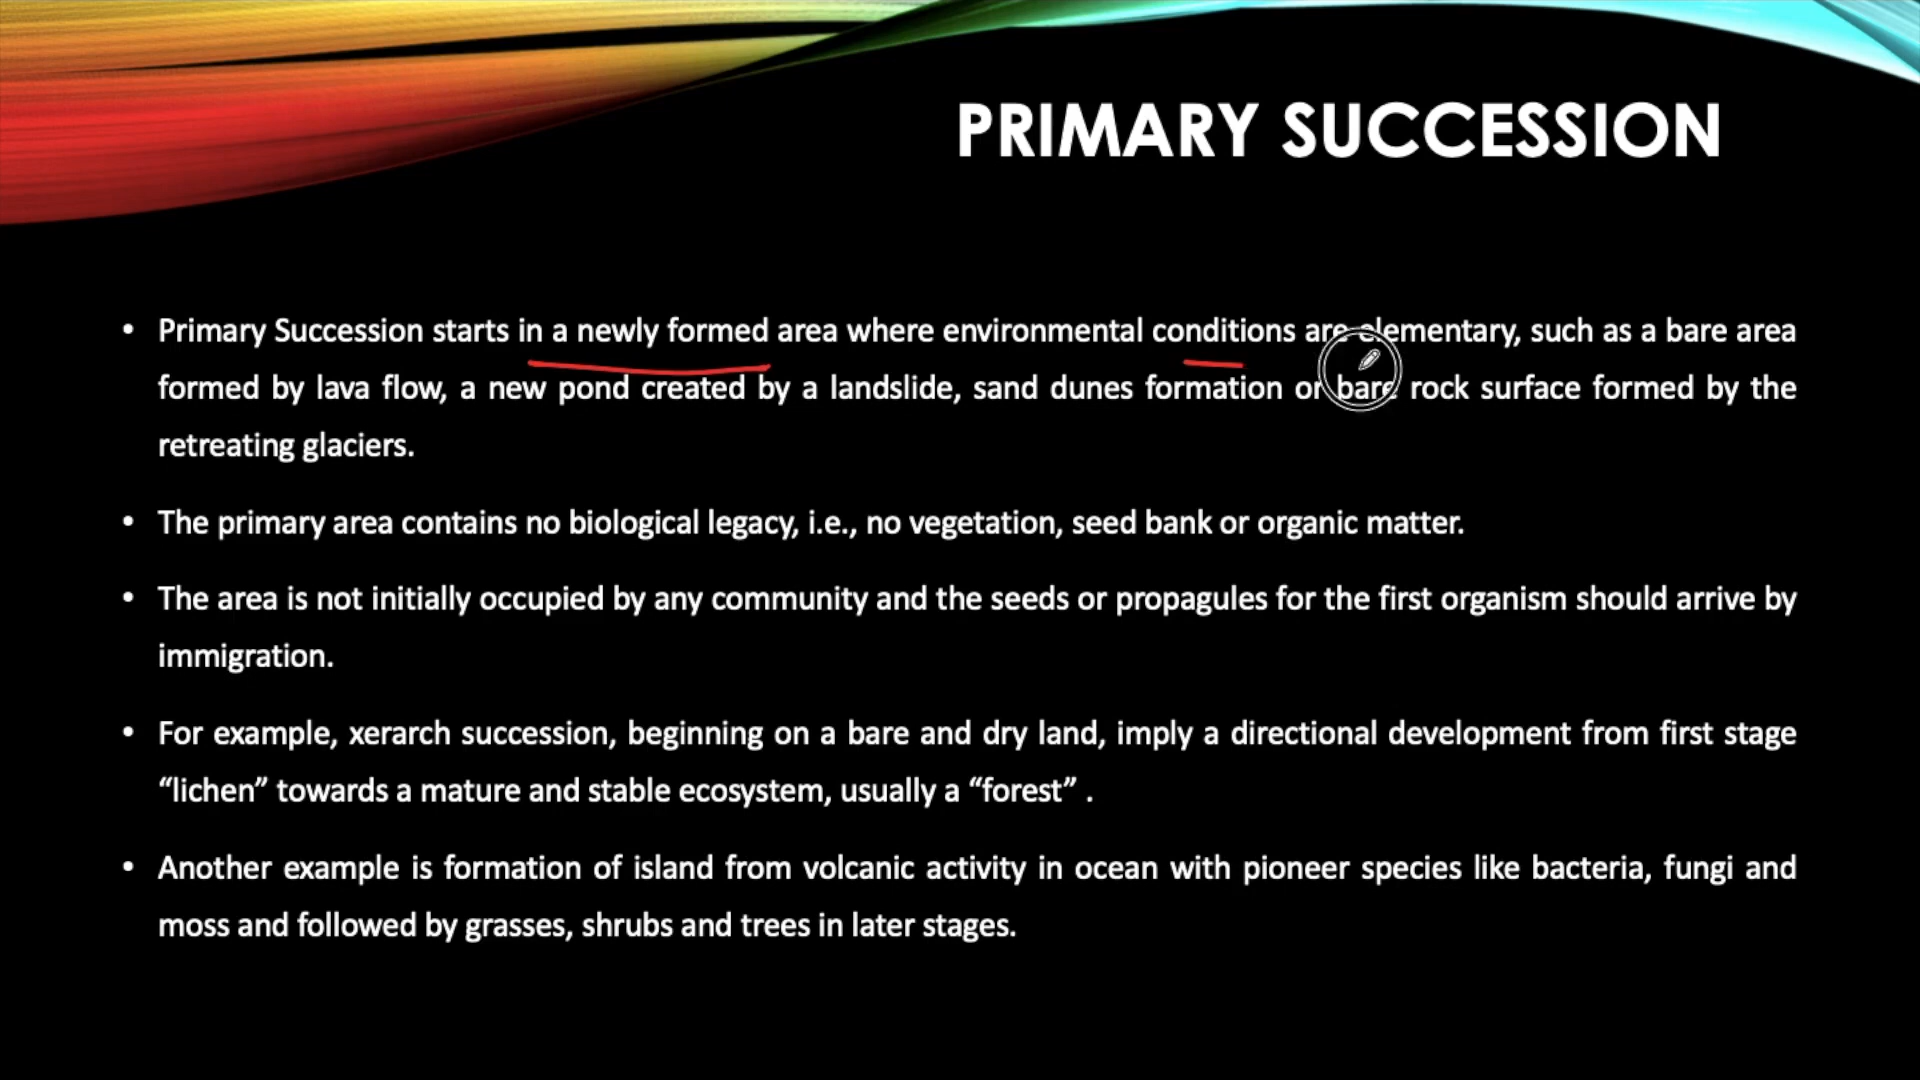 PRIMARY SUCCESSION
• Primary Succession starts in a newly formed area where environmental conditions are elementary, such as a bare area
formed by lava flow, a new pond created by a landslide, sand dunes formation or bare rock surface formed by the
retreating glaciers.
• The primary area contains no biological legacy, i.e., no vegetation, seed bank or organic matter.
• The area is not initially occupied by any community and the seeds or propagules for the first organism should arrive by
immigration.
• For example, xerarch succession, beginning on a bare and dry land, imply a directional development from first stage
“lichen” towards a mature and stable ecosystem, usually a “forest” .
• Another example is formation of island from volcanic activity in ocean with pioneer species like bacteria, fungi and
moss and followed by grasses, shrubs and trees in later stages.